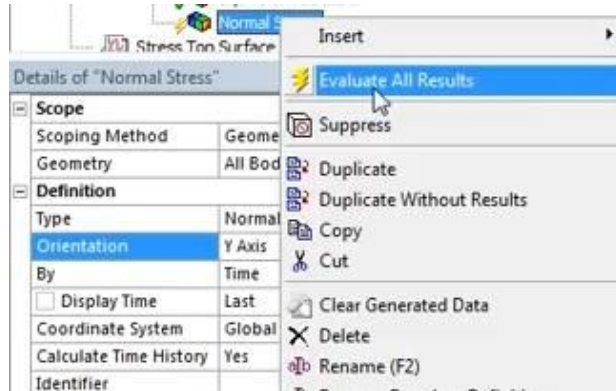 Normal S
Insert
Stress Top Surface
Details of "Normal Stress"
Evaluate All Results
Scope
Scoping Method Geome
Suppress
Geometry All Bod
Duplicate
Definition
Duplicate Without Results
Type Normal
Copy
Orientation Y Axis
Cut
By Time
Display Time Last
Clear Generated Data
Coordinate System Global
Delete
Calculate Time History Yes
Rename (F2)
Identifier